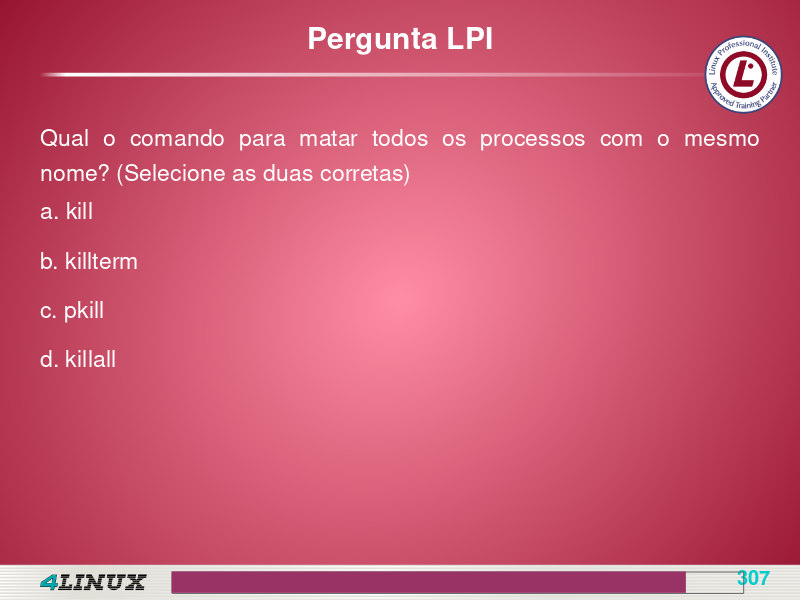 Pergunta LPI
Linux Professional Institute
Approved Training Partner
Qual o comando para matar todos os processos com o mesmo
nome? (Selecione as duas corretas)
a. kill
b. killterm
c. pkill
d. killall
4LINUX
307